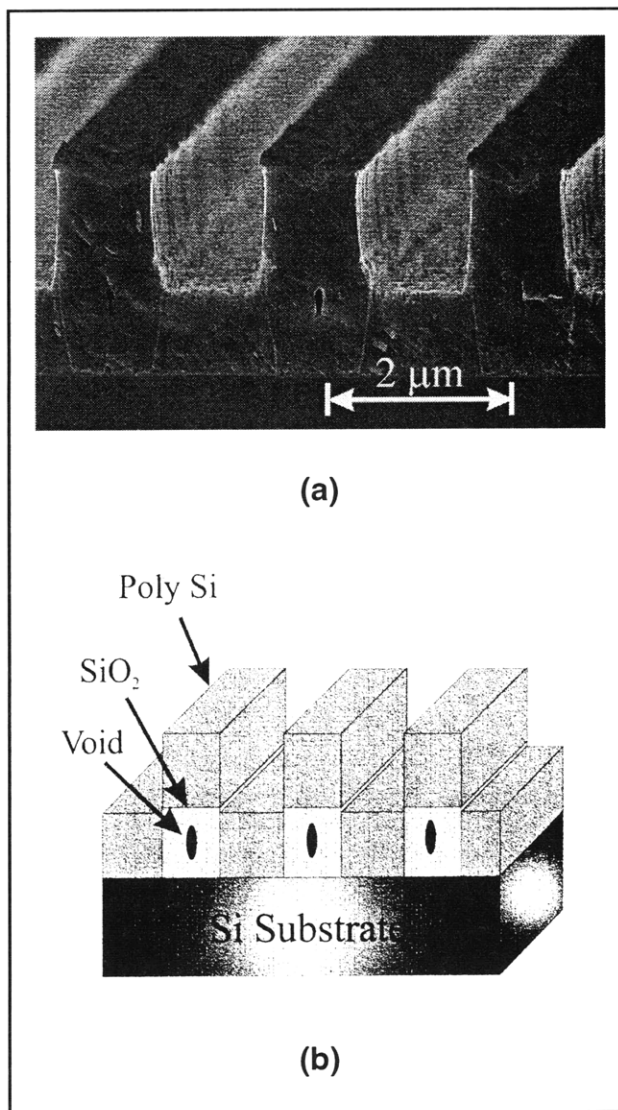 2 μm
(a)
Poly Si
SiO₂
Void
Si Substrate
(b)